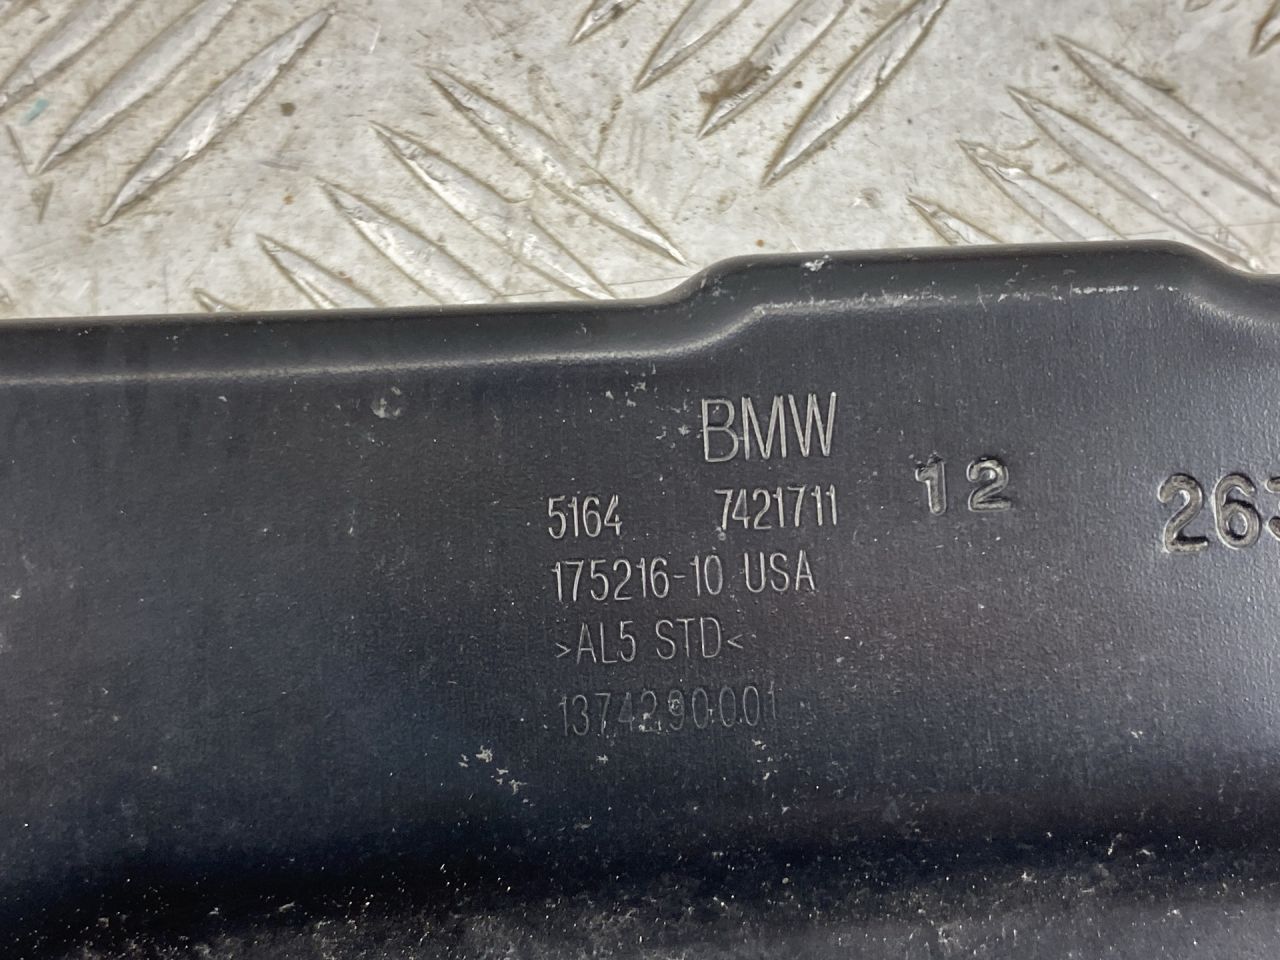 BMW
5164 7421711 12
175216-10 USA
>AL5 STD<
1374290001